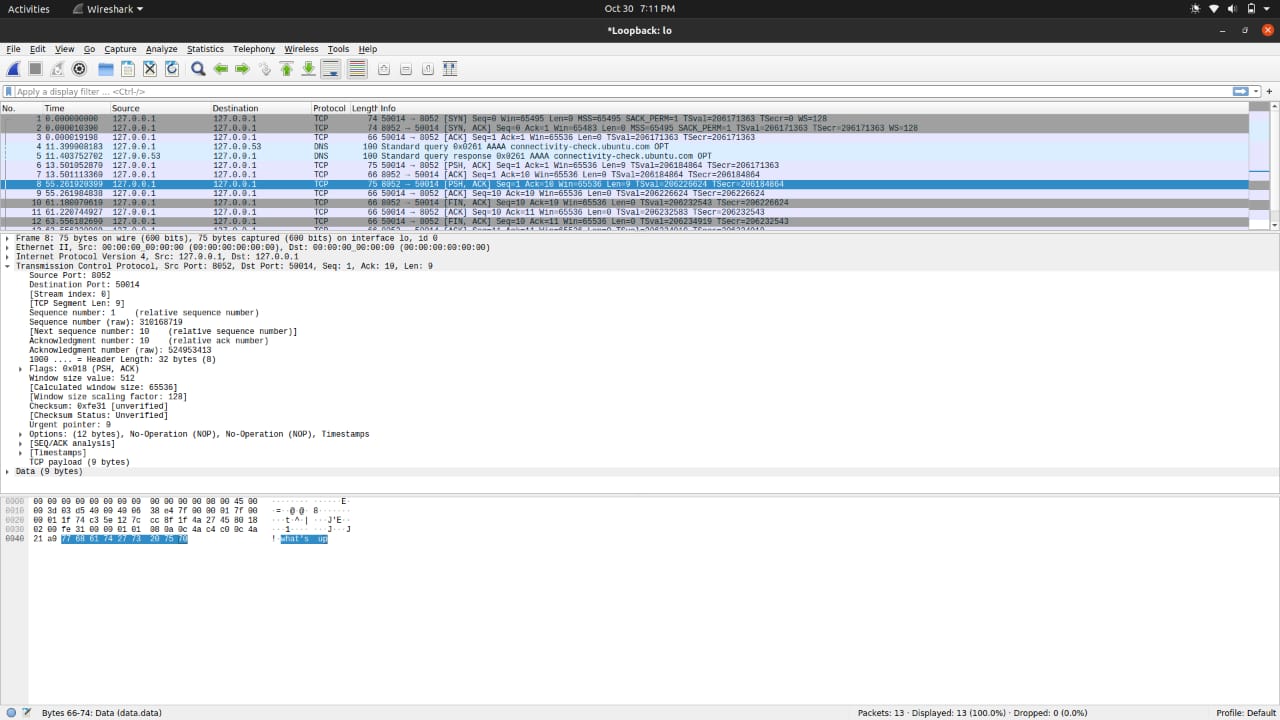 Activities Wireshark Oct 30 7:11 PM
*Loopback: lo
File Edit View Go Capture Analyze Statistics Telephony Wireless Tools Help
Apply a display filter ... <Ctrl-/>
No. Time Source Destination Protocol Length Info
1 0.000000000 127.0.0.1 127.0.0.1 TCP 74 50014 → 8052 [SYN] Seq=0 Win=65495 Len=0 MSS=65495 SACK_PERM=1 TSval=206171363 TSecr=0 WS=128
2 0.000010390 127.0.0.1 127.0.0.1 TCP 74 8052 → 50014 [SYN, ACK] Seq=0 Ack=1 Win=65483 Len=0 MSS=65495 SACK_PERM=1 TSval=206171363 TSecr=206171363 WS=128
3 0.000019198 127.0.0.1 127.0.0.1 TCP 66 50014 → 8052 [ACK] Seq=1 Ack=1 Win=65536 Len=0 TSval=206171363 TSecr=206171363
4 11.399908183 127.0.0.1 127.0.0.53 DNS 100 Standard query 0x0261 AAAA connectivity-check.ubuntu.com OPT
5 11.403752702 127.0.0.53 127.0.0.1 DNS 100 Standard query response 0x0261 AAAA connectivity-check.ubuntu.com OPT
6 13.501052870 127.0.0.1 127.0.0.1 TCP 75 50014 → 8052 [PSH, ACK] Seq=1 Ack=1 Win=65536 Len=9 TSval=206184864 TSecr=206171363
7 13.501113360 127.0.0.1 127.0.0.1 TCP 66 8052 → 50014 [ACK] Seq=1 Ack=10 Win=65536 Len=0 TSval=206184864 TSecr=206184864
8 55.261920399 127.0.0.1 127.0.0.1 TCP 75 8052 → 50014 [PSH, ACK] Seq=1 Ack=10 Win=65536 Len=9 TSval=206226624 TSecr=206184864
9 55.261984838 127.0.0.1 127.0.0.1 TCP 66 50014 → 8052 [ACK] Seq=10 Ack=10 Win=65536 Len=0 TSval=206226624 TSecr=206226624
10 61.180070610 127.0.0.1 127.0.0.1 TCP 66 8052 → 50014 [FIN, ACK] Seq=10 Ack=10 Win=65536 Len=0 TSval=206232543 TSecr=206226624
11 61.220744927 127.0.0.1 127.0.0.1 TCP 66 50014 → 8052 [ACK] Seq=10 Ack=11 Win=65536 Len=0 TSval=206232583 TSecr=206232543
12 63.556182690 127.0.0.1 127.0.0.1 TCP 66 50014 → 8052 [FIN, ACK] Seq=10 Ack=11 Win=65536 Len=0 TSval=206234919 TSecr=206232543
Frame 8: 75 bytes on wire (600 bits), 75 bytes captured (600 bits) on interface lo, id 0
Ethernet II, Src: 00:00:00_00:00:00 (00:00:00:00:00:00), Dst: 00:00:00_00:00:00 (00:00:00:00:00:00)
Internet Protocol Version 4, Src: 127.0.0.1, Dst: 127.0.0.1
Transmission Control Protocol, Src Port: 8052, Dst Port: 50014, Seq: 1, Ack: 10, Len: 9
Source Port: 8052
Destination Port: 50014
[Stream index: 0]
[TCP Segment Len: 9]
Sequence number: 1 (relative sequence number)
Sequence number (raw): 310168719
[Next sequence number: 10 (relative sequence number)]
Acknowledgment number: 10 (relative ack number)
Acknowledgment number (raw): 524953413
1000 .... = Header Length: 32 bytes (8)
Flags: 0x018 (PSH, ACK)
Window size value: 512
[Calculated window size: 65536]
[Window size scaling factor: 128]
Checksum: 0xfe31 [unverified]
[Checksum Status: Unverified]
Urgent pointer: 0
Options: (12 bytes), No-Operation (NOP), No-Operation (NOP), Timestamps
[SEQ/ACK analysis]
[Timestamps]
TCP payload (9 bytes)
Data (9 bytes)
0000 00 00 00 00 00 00 00 00 00 00 00 00 08 00 45 00 ········ ······E·
0010 00 3d 03 d5 40 00 40 06 38 e4 7f 00 00 01 7f 00 ·=··@·@· 8·······
0020 00 01 1f 74 c3 5e 12 7c cc 8f 1f 4a 27 45 80 18 ···t·^·| ···J'E··
0030 02 00 fe 31 00 00 01 01 08 0a 0c 4a c4 c0 0c 4a ···1···· ···J···J
0040 21 a0 77 68 61 74 27 73 20 75 70 !·what's up
Bytes 66-74: Data (data.data) Packets: 13 · Displayed: 13 (100.0%) · Dropped: 0 (0.0%) Profile: Default